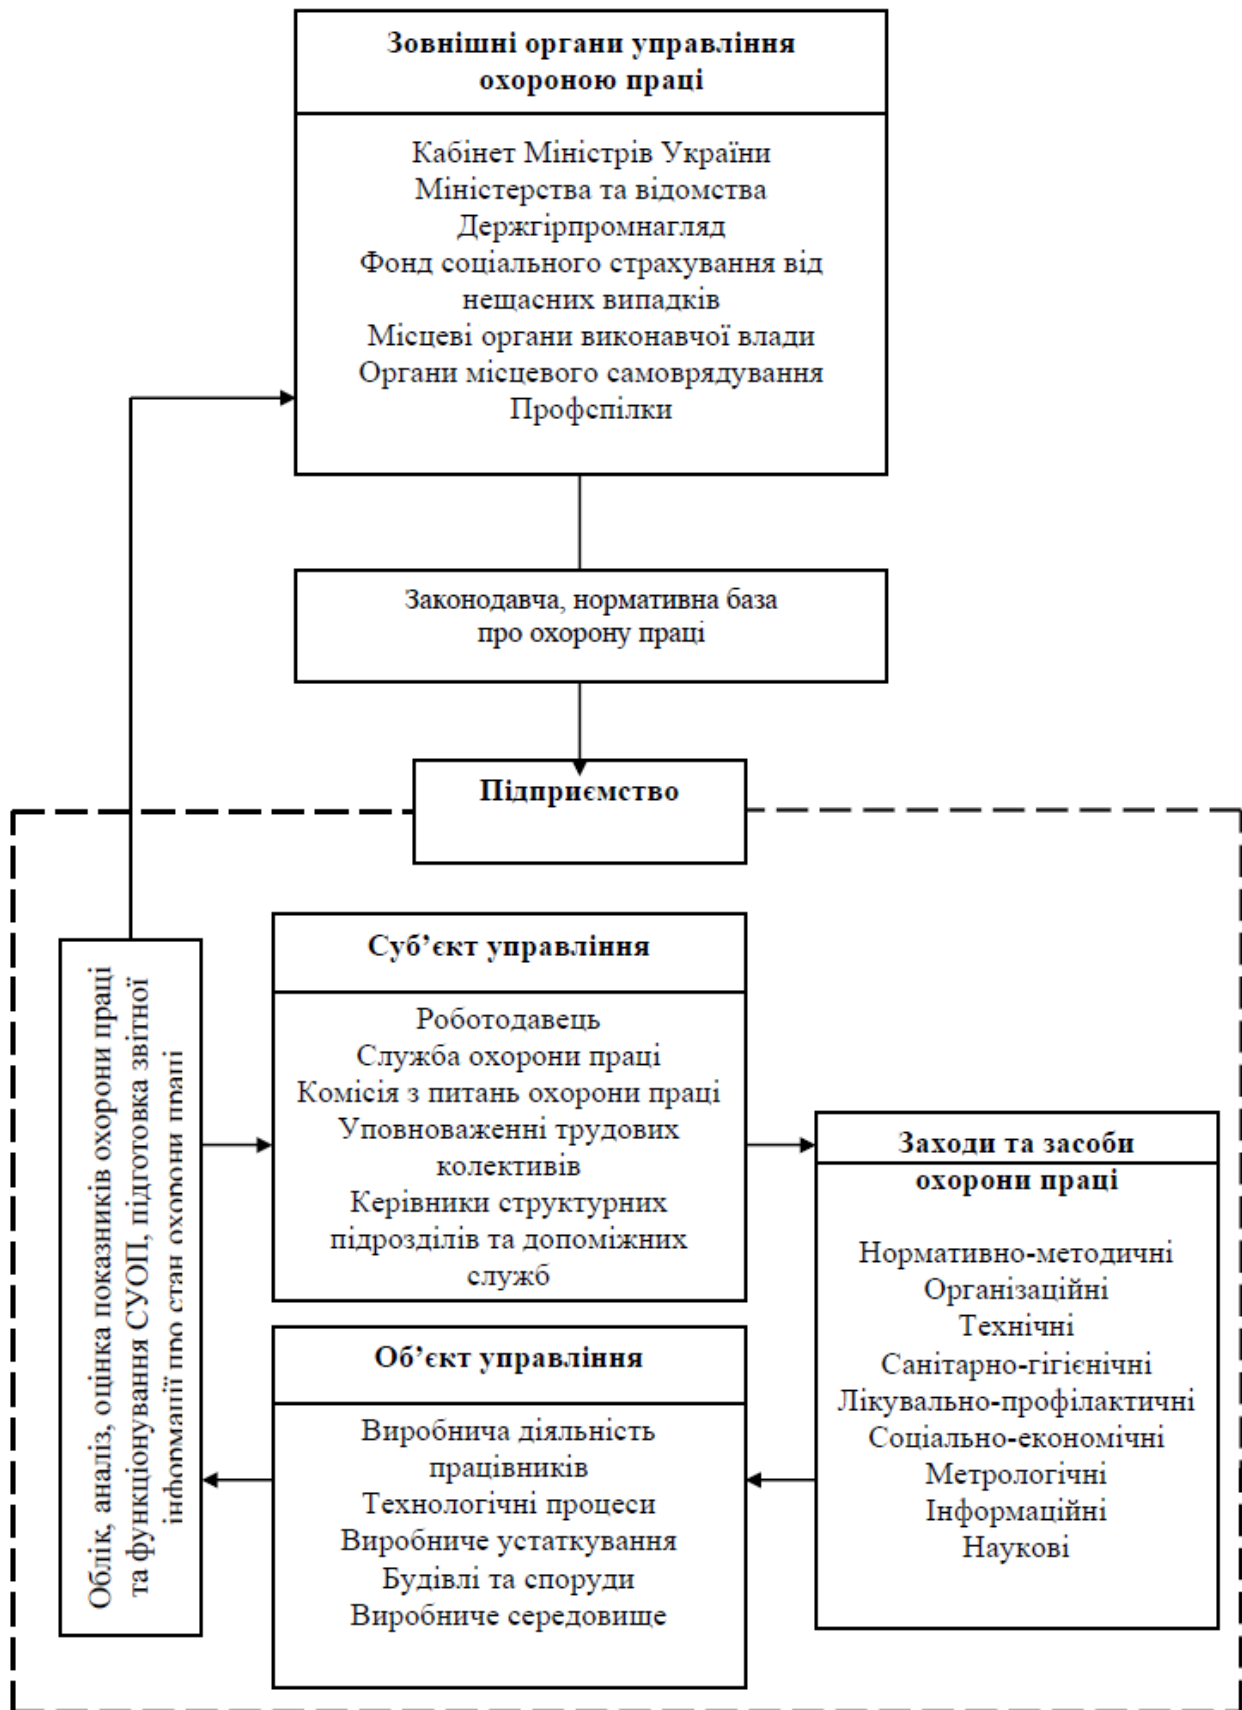 Зовнішні органи управління
охороною праці
Кабінет Міністрів України
Міністерства та відомства
Держгірпромнагляд
Фонд соціального страхування від
нещасних випадків
Місцеві органи виконавчої влади
Органи місцевого самоврядування
Профспілки
Законодавча, нормативна база
про охорону праці
Підприємство
Облік, аналіз, оцінка показників охорони праці
та функціонування СУОП, підготовка звітної
інформації про стан охорони праці
Суб’єкт управління
Роботодавець
Служба охорони праці
Комісія з питань охорони праці
Уповноваженні трудових
колективів
Керівники структурних
підрозділів та допоміжних
служб
Заходи та засоби
охорони праці
Нормативно-методичні
Організаційні
Технічні
Санітарно-гігієнічні
Лікувально-профілактичні
Соціально-економічні
Метрологічні
Інформаційні
Наукові
Об’єкт управління
Виробнича діяльність
працівників
Технологічні процеси
Виробниче устаткування
Будівлі та споруди
Виробниче середовище